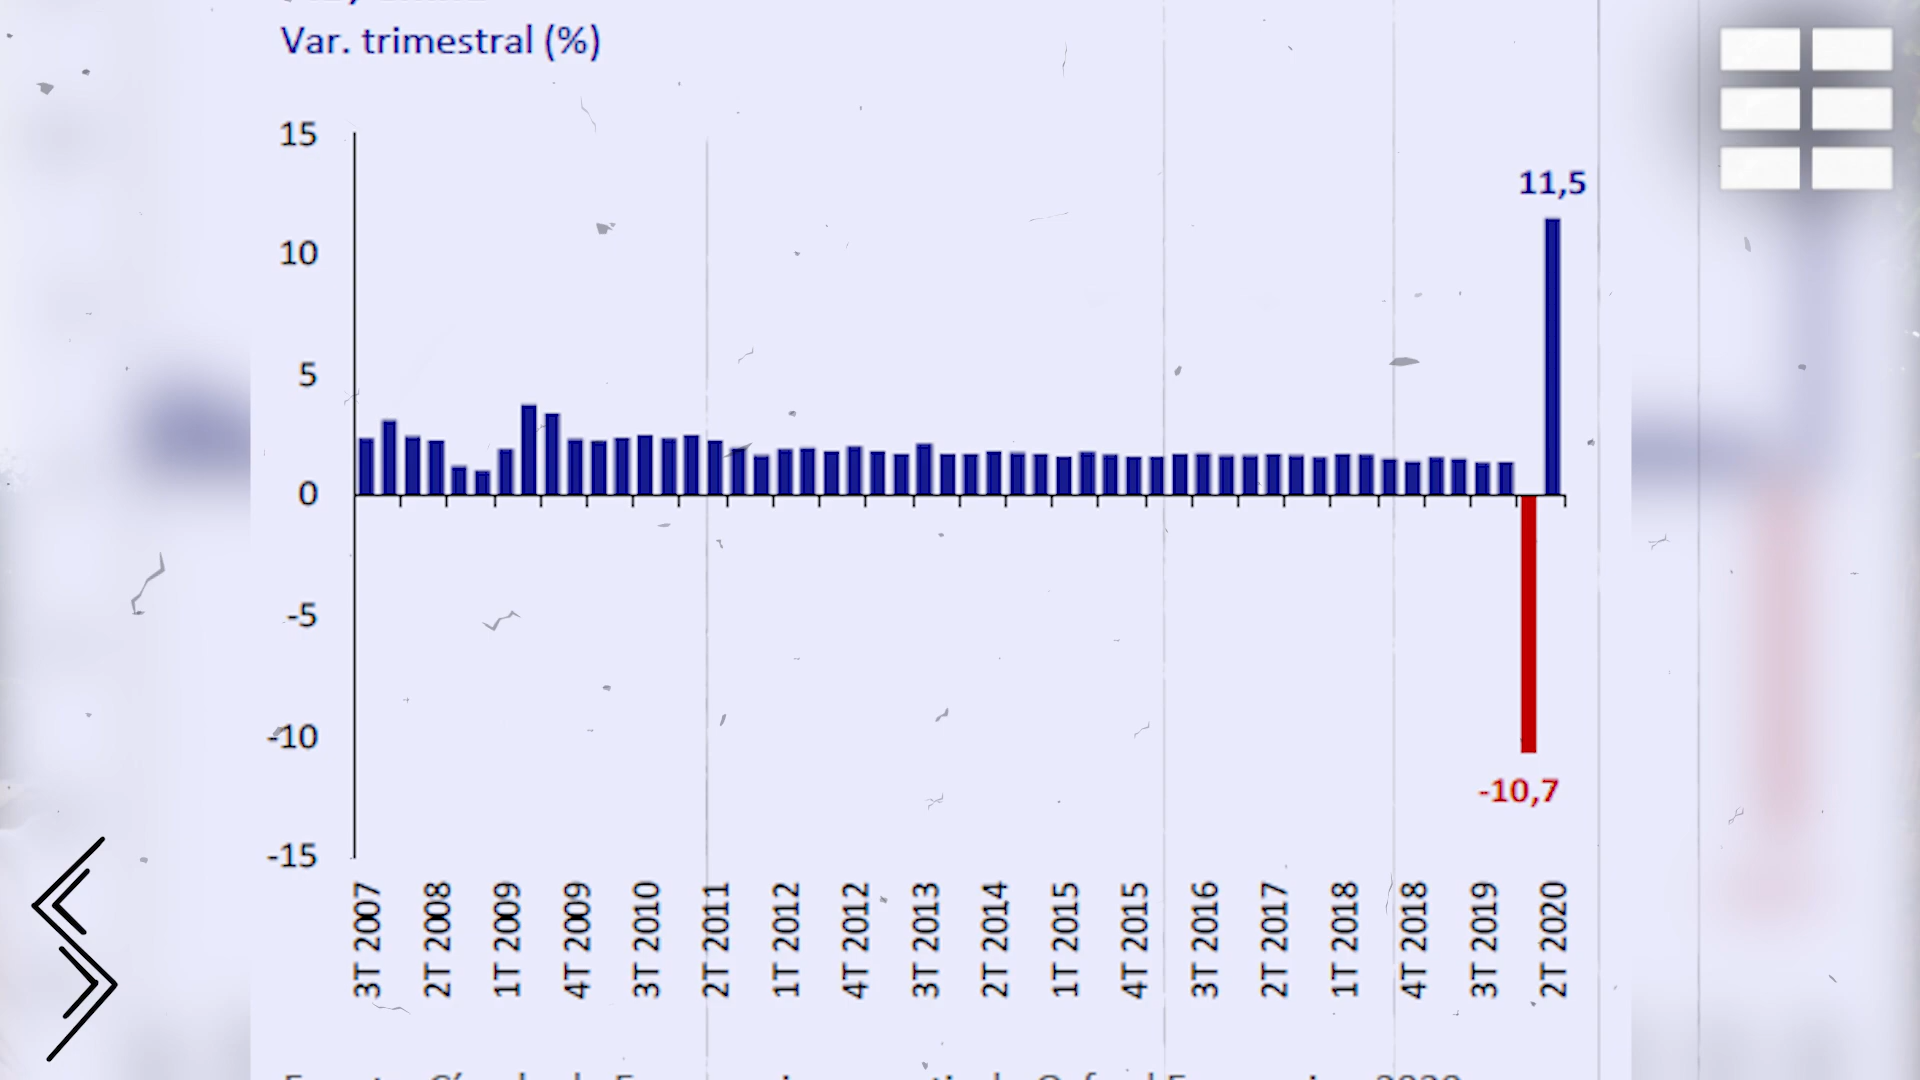 Var. trimestral (%)
15
11,5
10
5
0
-5
-10
-10,7
-15
3T 2007
2T 2008
1T 2009
4T 2009
3T 2010
2T 2011
1T 2012
4T 2012
3T 2013
2T 2014
1T 2015
4T 2015
3T 2016
2T 2017
1T 2018
4T 2018
3T 2019
2T 2020